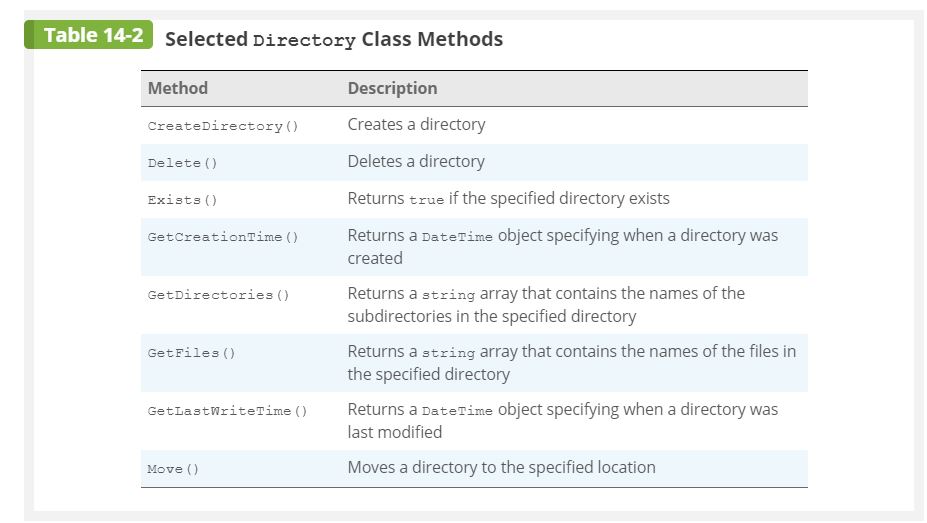 Table 14-2 Selected Directory Class Methods
Method Description
CreateDirectory() Creates a directory
Delete() Deletes a directory
Exists() Returns true if the specified directory exists
GetCreationTime() Returns a DateTime object specifying when a directory was
created
GetDirectories() Returns a string array that contains the names of the
subdirectories in the specified directory
GetFiles() Returns a string array that contains the names of the files in
the specified directory
GetLastWriteTime() Returns a DateTime object specifying when a directory was
last modified
Move() Moves a directory to the specified location